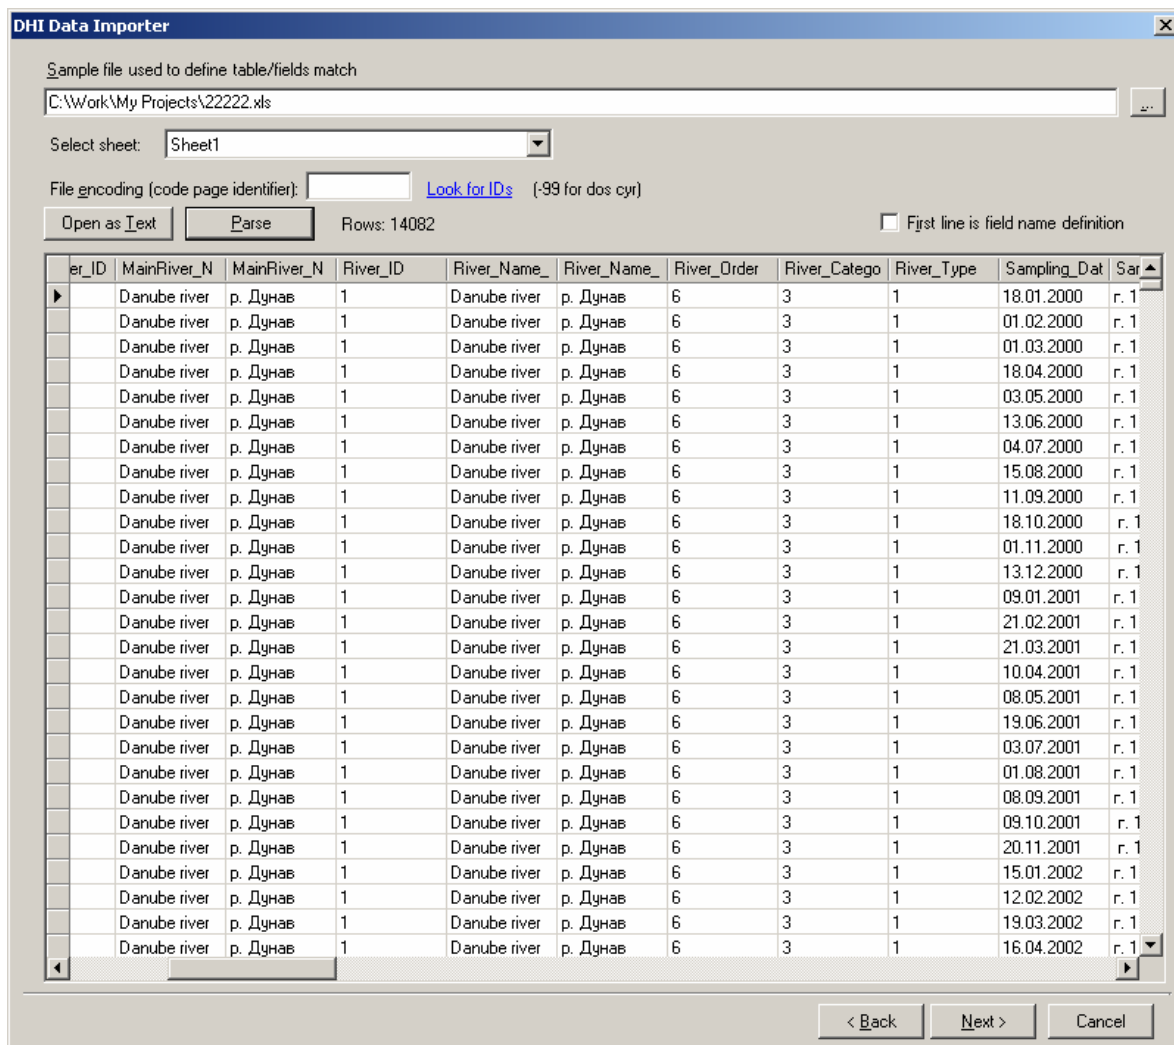 DHI Data Importer
Sample file used to define table/fields match
C:\Work\My Projects\22222.xls ...
Select sheet: Sheet1
File encoding (code page identifier): Look for IDs (-99 for dos cyr)
Open as Text Parse Rows: 14082 First line is field name definition
er_ID MainRiver_N MainRiver_N River_ID River_Name_ River_Name_ River_Order River_Catego River_Type Sampling_Dat Sar
Danube river р. Дунав 1 Danube river р. Дунав 6 3 1 18.01.2000 г. 1
Danube river р. Дунав 1 Danube river р. Дунав 6 3 1 01.02.2000 г. 1
Danube river р. Дунав 1 Danube river р. Дунав 6 3 1 01.03.2000 г. 1
Danube river р. Дунав 1 Danube river р. Дунав 6 3 1 18.04.2000 г. 1
Danube river р. Дунав 1 Danube river р. Дунав 6 3 1 03.05.2000 г. 1
Danube river р. Дунав 1 Danube river р. Дунав 6 3 1 13.06.2000 г. 1
Danube river р. Дунав 1 Danube river р. Дунав 6 3 1 04.07.2000 г. 1
Danube river р. Дунав 1 Danube river р. Дунав 6 3 1 15.08.2000 г. 1
Danube river р. Дунав 1 Danube river р. Дунав 6 3 1 11.09.2000 г. 1
Danube river р. Дунав 1 Danube river р. Дунав 6 3 1 18.10.2000 г. 1
Danube river р. Дунав 1 Danube river р. Дунав 6 3 1 01.11.2000 г. 1
Danube river р. Дунав 1 Danube river р. Дунав 6 3 1 13.12.2000 г. 1
Danube river р. Дунав 1 Danube river р. Дунав 6 3 1 09.01.2001 г. 1
Danube river р. Дунав 1 Danube river р. Дунав 6 3 1 21.02.2001 г. 1
Danube river р. Дунав 1 Danube river р. Дунав 6 3 1 21.03.2001 г. 1
Danube river р. Дунав 1 Danube river р. Дунав 6 3 1 10.04.2001 г. 1
Danube river р. Дунав 1 Danube river р. Дунав 6 3 1 08.05.2001 г. 1
Danube river р. Дунав 1 Danube river р. Дунав 6 3 1 19.06.2001 г. 1
Danube river р. Дунав 1 Danube river р. Дунав 6 3 1 03.07.2001 г. 1
Danube river р. Дунав 1 Danube river р. Дунав 6 3 1 01.08.2001 г. 1
Danube river р. Дунав 1 Danube river р. Дунав 6 3 1 08.09.2001 г. 1
Danube river р. Дунав 1 Danube river р. Дунав 6 3 1 09.10.2001 г. 1
Danube river р. Дунав 1 Danube river р. Дунав 6 3 1 20.11.2001 г. 1
Danube river р. Дунав 1 Danube river р. Дунав 6 3 1 15.01.2002 г. 1
Danube river р. Дунав 1 Danube river р. Дунав 6 3 1 12.02.2002 г. 1
Danube river р. Дунав 1 Danube river р. Дунав 6 3 1 19.03.2002 г. 1
Danube river р. Дунав 1 Danube river р. Дунав 6 3 1 16.04.2002 г. 1
< Back Next > Cancel